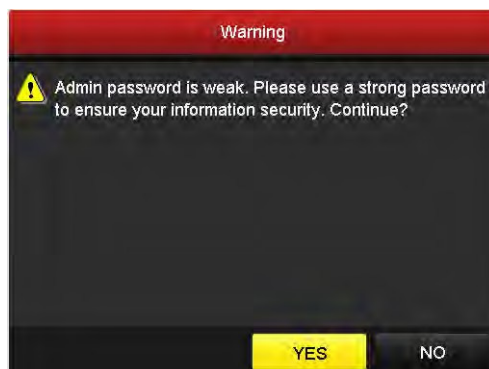 Warning
Admin password is weak. Please use a strong password
to ensure your information security. Continue?
YES
NO